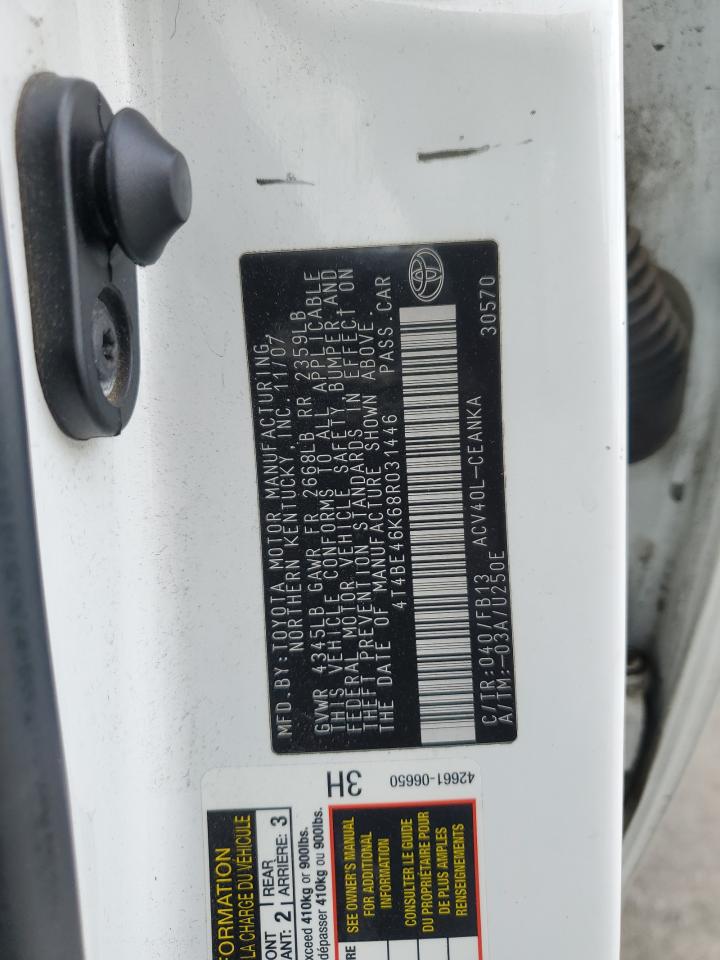 MFD. BY: TOYOTA MOTOR MANUFACTURING,
NORTHERN KENTUCKY, INC. 11/07
GVWR 4345LB GAWR FR 2668LB RR 2359LB
THIS VEHICLE CONFORMS TO ALL APPLICABLE
FEDERAL MOTOR VEHICLE SAFETY, BUMPER AND
THEFT PREVENTION STANDARDS IN EFFECT ON
THE DATE OF MANUFACTURE SHOWN ABOVE.
4T4BE46K68R031446 PASS. CAR
C/TR:040/FB13 ACV40L-CEANKA 30570
A/TM:-03A/U250E
3H
42661-06650
FORMATION
LA CHARGE DU VÉHICULE
ONT REAR
ANT: 2 ARRIÈRE: 3
xceed 410kg or 900lbs.
dépasser 410kg ou 900lbs.
RE
SEE OWNER'S MANUAL
FOR ADDITIONAL
INFORMATION
CONSULTER LE GUIDE
DU PROPRIÉTAIRE POUR
DE PLUS AMPLES
RENSEIGNEMENTS